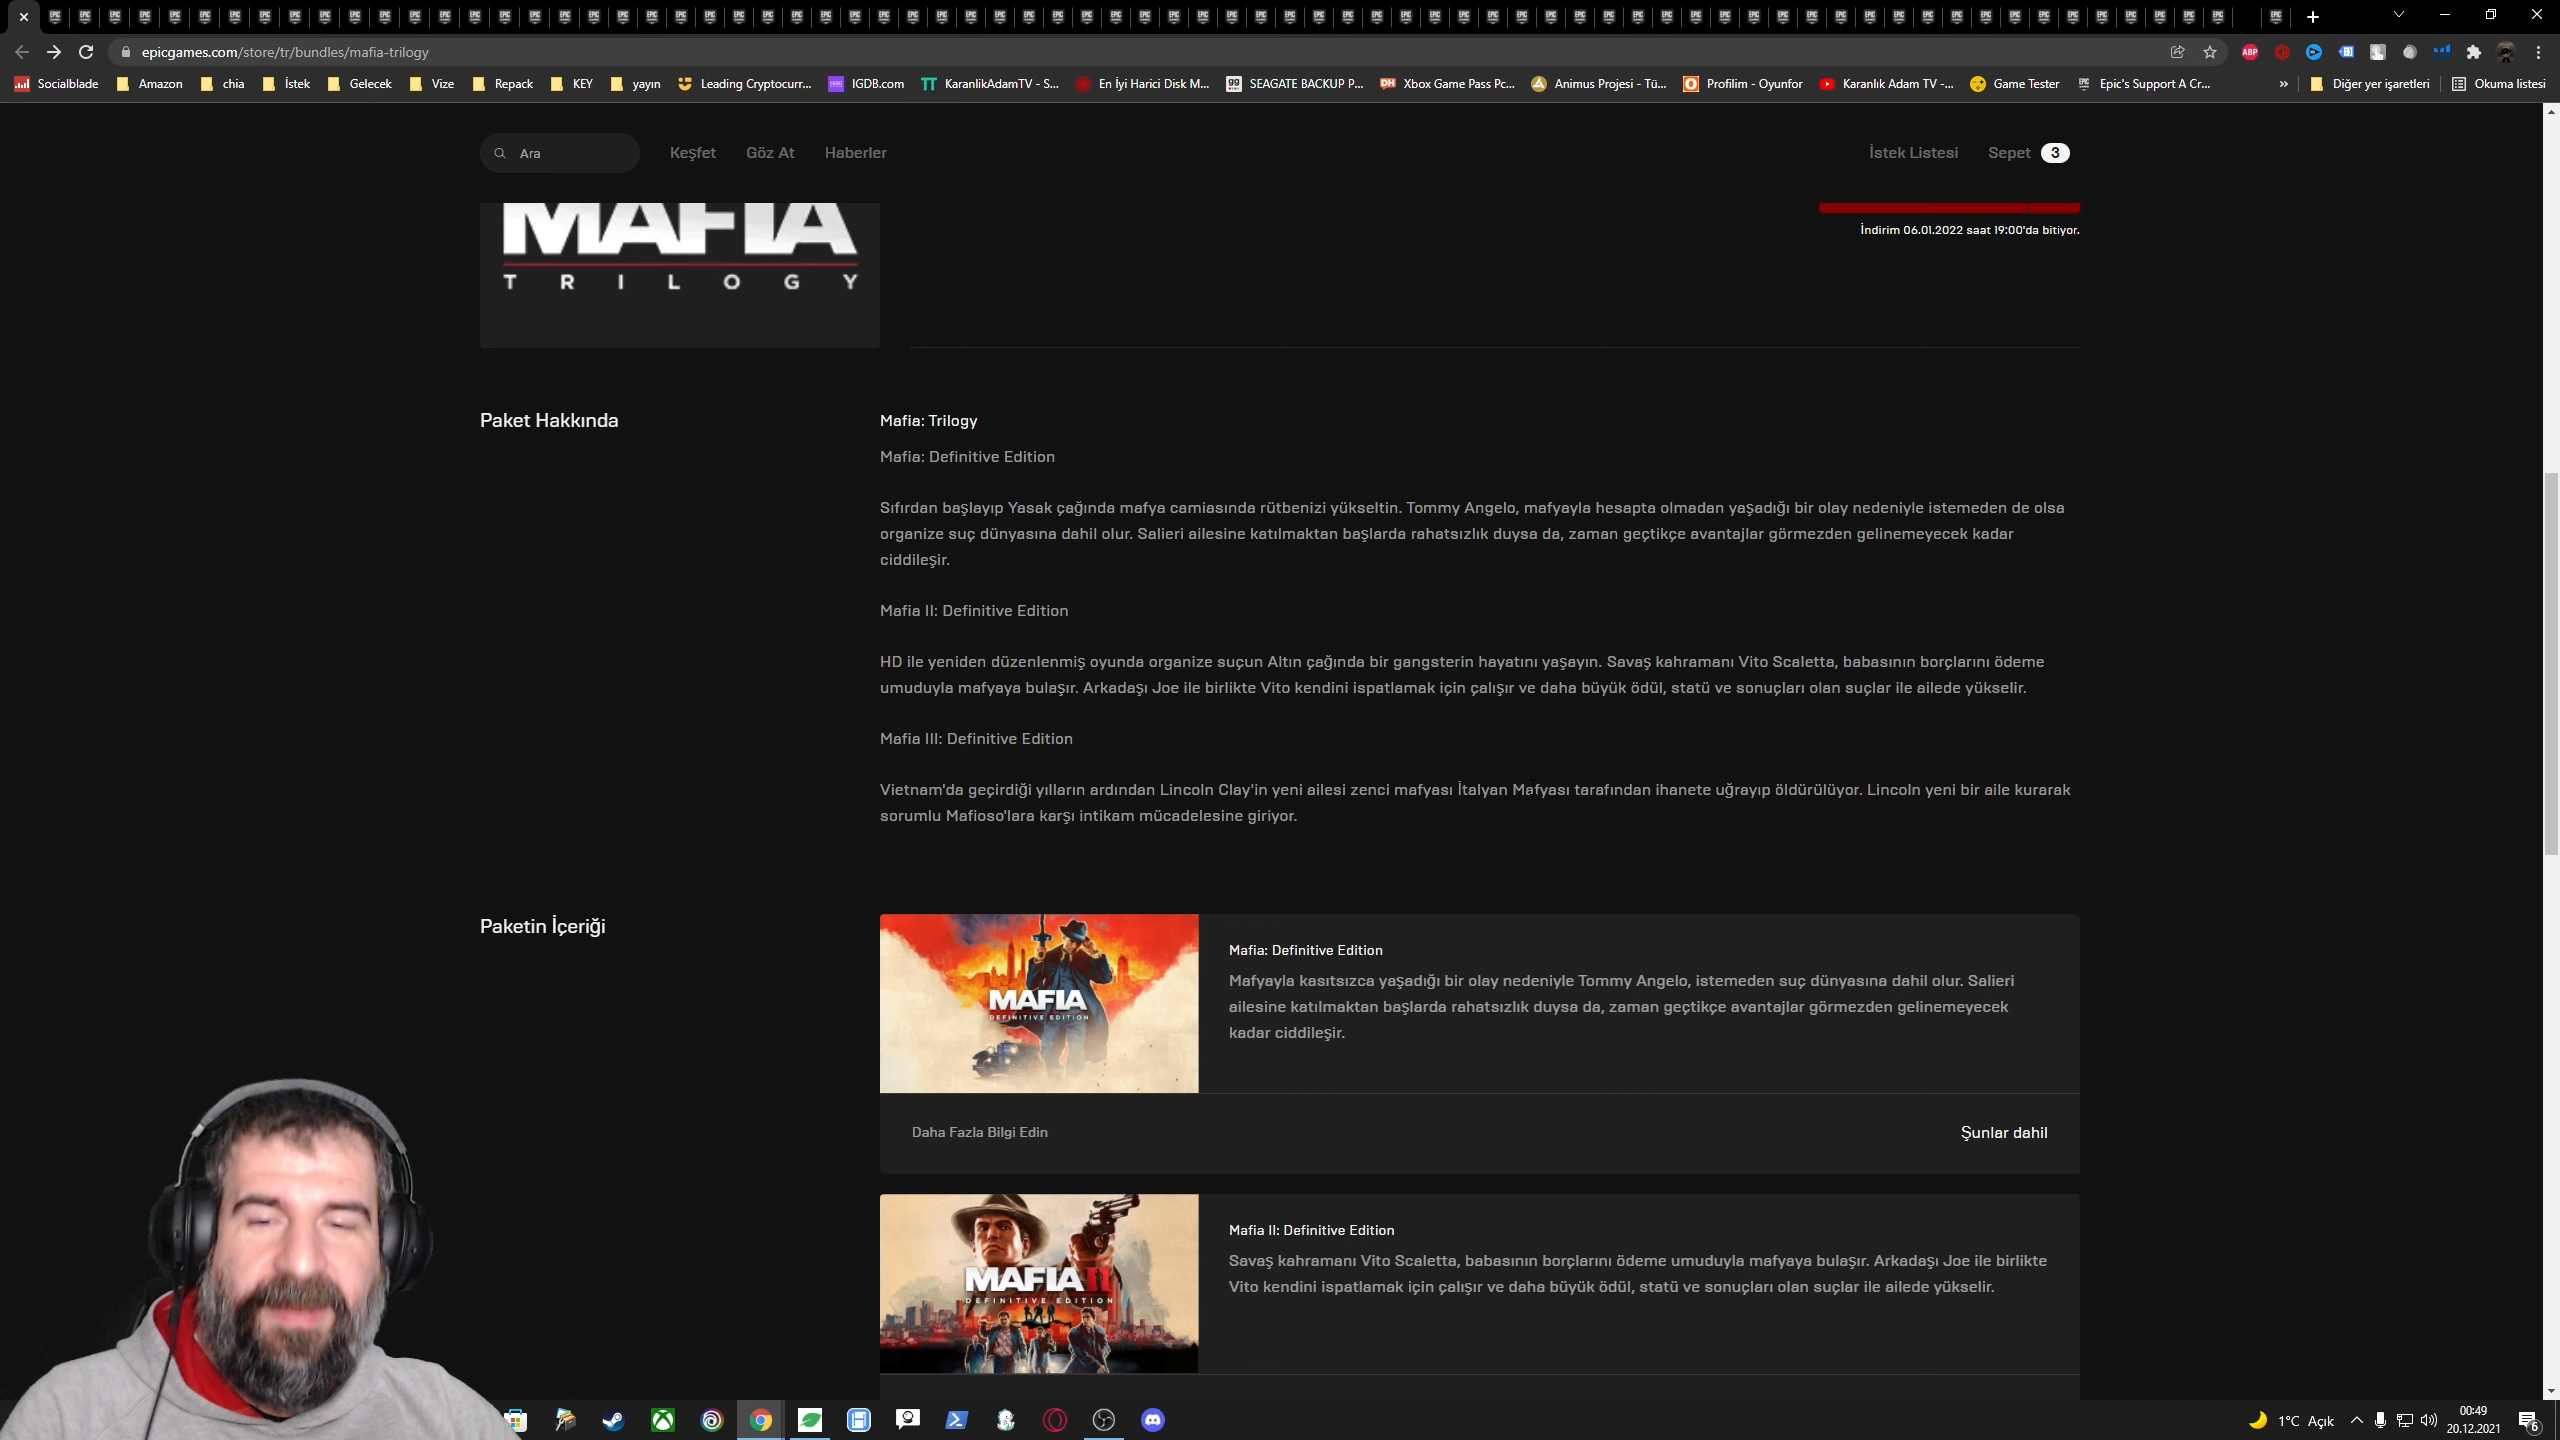 epicgames.com/store/tr/bundles/mafia-trilogy
ABP
Socialblade
Amazon
chia
İstek
Gelecek
Vize
Repack
KEY
yayın
Leading Cryptocurr...
IGDB.com
KaranlikAdamTV - S...
En İyi Harici Disk M...
SEAGATE BACKUP P...
Xbox Game Pass Pc...
Animus Projesi - Tü...
Profilim - Oyunfor
Karanlık Adam TV -...
Game Tester
Epic's Support A Cr...
»
Diğer yer işaretleri
Okuma listesi
Ara
Keşfet
Göz At
Haberler
İstek Listesi
Sepet 3
MAFIA
TRILOGY
İndirim 06.01.2022 saat 19:00'da bitiyor.
Paket Hakkında
Mafia: Trilogy
Mafia: Definitive Edition
Sıfırdan başlayıp Yasak çağında mafya camiasında rütbenizi yükseltin. Tommy Angelo, mafyayla hesapta olmadan yaşadığı bir olay nedeniyle istemeden de olsa
organize suç dünyasına dahil olur. Salieri ailesine katılmaktan başlarda rahatsızlık duysa da, zaman geçtikçe avantajlar görmezden gelinemeyecek kadar
ciddileşir.
Mafia II: Definitive Edition
HD ile yeniden düzenlenmiş oyunda organize suçun Altın çağında bir gangsterin hayatını yaşayın. Savaş kahramanı Vito Scaletta, babasının borçlarını ödeme
umuduyla mafyaya bulaşır. Arkadaşı Joe ile birlikte Vito kendini ispatlamak için çalışır ve daha büyük ödül, statü ve sonuçları olan suçlar ile ailede yükselir.
Mafia III: Definitive Edition
Vietnam'da geçirdiği yılların ardından Lincoln Clay'in yeni ailesi zenci mafyası İtalyan Mafyası tarafından ihanete uğrayıp öldürülüyor. Lincoln yeni bir aile kurarak
sorumlu Mafioso'lara karşı intikam mücadelesine giriyor.
Paketin İçeriği
MAFIA
DEFINITIVE EDITION
Mafia: Definitive Edition
Mafyayla kasıtsızca yaşadığı bir olay nedeniyle Tommy Angelo, istemeden suç dünyasına dahil olur. Salieri
ailesine katılmaktan başlarda rahatsızlık duysa da, zaman geçtikçe avantajlar görmezden gelinemeyecek
kadar ciddileşir.
Daha Fazla Bilgi Edin
Şunlar dahil
MAFIA II
DEFINITIVE EDITION
Mafia II: Definitive Edition
Savaş kahramanı Vito Scaletta, babasının borçlarını ödeme umuduyla mafyaya bulaşır. Arkadaşı Joe ile birlikte
Vito kendini ispatlamak için çalışır ve daha büyük ödül, statü ve sonuçları olan suçlar ile ailede yükselir.
1°C Açık
00:49
20.12.2021
6